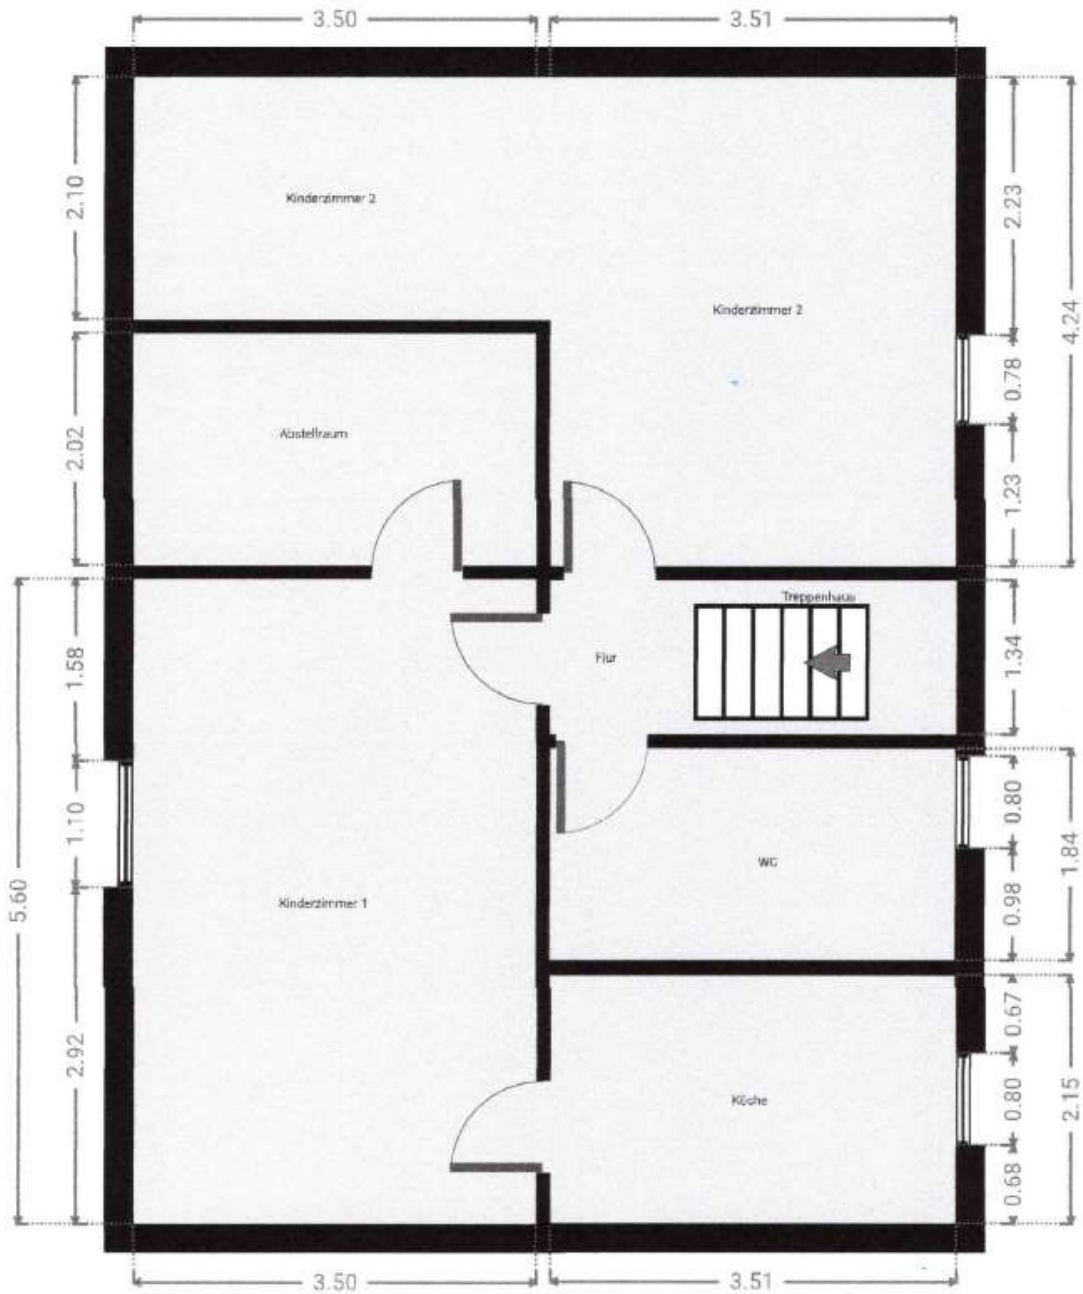 3.50
3.51
2.10
2.23
4.24
Kinderzimmer 2
Kinderzimmer 2
0.78
2.02
Abstellraum
1.23
Treppenhaus
1.58
Flur
1.34
1.10
0.80
1.84
WC
5.60
Kinderzimmer 1
0.98
0.67
2.92
Küche
0.80
2.15
0.68
3.50
3.51